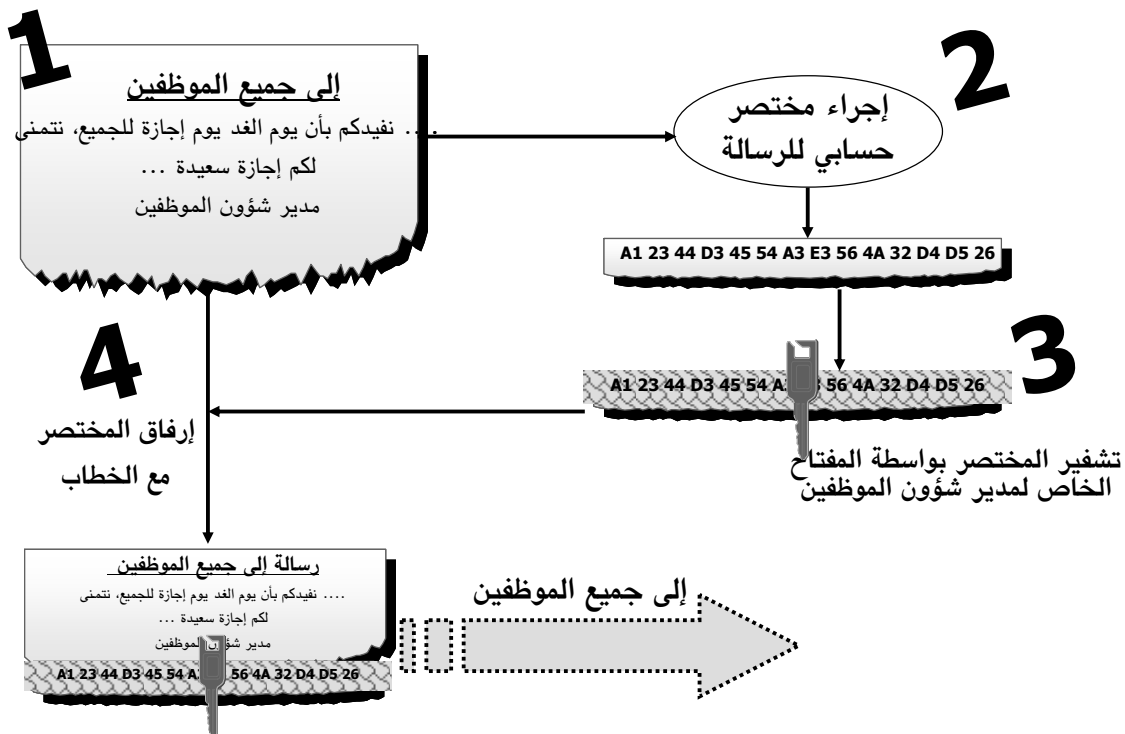 1
إلى جميع الموظفين
.... نفيدكم بأن يوم الغد يوم إجازة للجميع، نتمنى
لكم إجازة سعيدة ...
مدير شؤون الموظفين
2
إجراء مختصر
حسابي للرسالة
A1 23 44 D3 45 54 A3 E3 56 4A 32 D4 D5 26
3
A1 23 44 D3 45 54 56 4A 32 D4 D5 26
تشفير المختصر بواسطة المفتاح
الخاص لمدير شؤون الموظفين
4
إرفاق المختصر
مع الخطاب
رسالة إلى جميع الموظفين
.... نفيدكم بأن يوم الغد يوم إجازة للجميع، نتمنى
لكم إجازة سعيدة ...
مدير شؤون الموظفين
A1 23 44 D3 45 54 56 4A 32 D4 D5 26
إلى جميع الموظفين